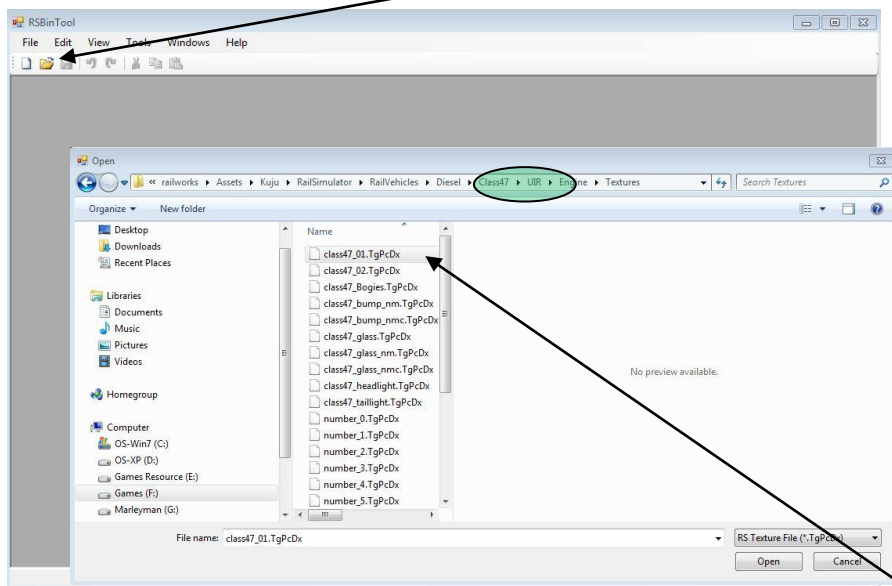 RSBinTool
File Edit View Tools Windows Help
Open
« railworks ▸ Assets ▸ Kuju ▸ RailSimulator ▸ RailVehicles ▸ Diesel ▸ Class47 ▸ UIR ▸ Engine ▸ Textures
Search Textures
Organize New folder
Desktop
Downloads
Recent Places
Libraries
Documents
Music
Pictures
Videos
Homegroup
Computer
OS-Win7 (C:)
OS-XP (D:)
Games Resource (E:)
Games (F:)
Marleyman (G:)
Name
class47_01.TgPcDx
class47_02.TgPcDx
class47_Bogies.TgPcDx
class47_bump_nm.TgPcDx
class47_bump_nmc.TgPcDx
class47_glass.TgPcDx
class47_glass_nm.TgPcDx
class47_glass_nmc.TgPcDx
class47_headlight.TgPcDx
class47_taillight.TgPcDx
number_0.TgPcDx
number_1.TgPcDx
number_2.TgPcDx
number_3.TgPcDx
number_4.TgPcDx
number_5.TgPcDx
No preview available.
File name: class47_01.TgPcDx
RS Texture File (*.TgPcDx)
Open Cancel